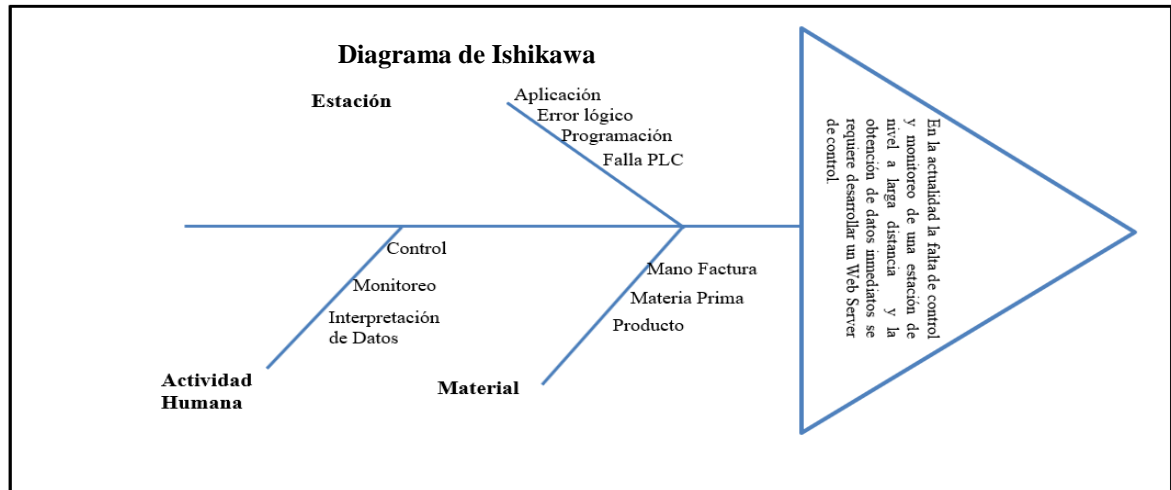 Diagrama de Ishikawa
Estación
Aplicación
Error lógico
Programación
Falla PLC
Control
Monitoreo
Interpretación
de Datos
Actividad
Humana
Mano Factura
Materia Prima
Producto
Material
En la actualidad la falta de control
y monitoreo de una estación de
nivel a larga distancia y la
obtención de datos inmediatos se
requiere desarrollar un Web Server
de control.